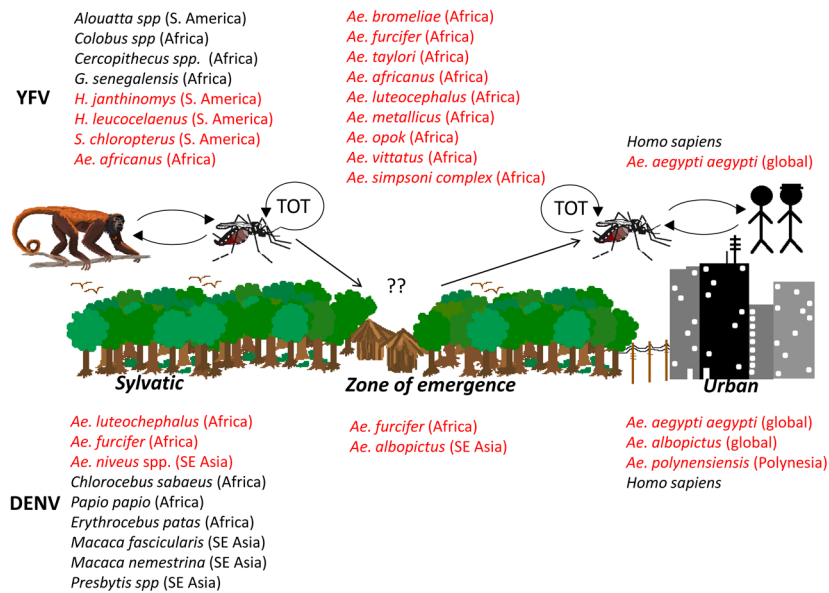 Alouatta spp (S. America)
Colobus spp (Africa)
Cercopithecus spp. (Africa)
G. senegalensis (Africa)
YFV
H. janthinomys (S. America)
H. leucocelaenus (S. America)
S. chloropterus (S. America)
Ae. africanus (Africa)
Ae. bromeliae (Africa)
Ae. furcifer (Africa)
Ae. taylori (Africa)
Ae. africanus (Africa)
Ae. luteocephalus (Africa)
Ae. metallicus (Africa)
Ae. opok (Africa)
Ae. vittatus (Africa)
Ae. simpsoni complex (Africa)
Homo sapiens
Ae. aegypti aegypti (global)
TOT
TOT
??
Sylvatic
Zone of emergence
Urban
Ae. luteochephalus (Africa)
Ae. furcifer (Africa)
Ae. niveus spp. (SE Asia)
Chlorocebus sabaeus (Africa)
DENV
Papio papio (Africa)
Erythrocebus patas (Africa)
Macaca fascicularis (SE Asia)
Macaca nemestrina (SE Asia)
Presbytis spp (SE Asia)
Ae. furcifer (Africa)
Ae. albopictus (SE Asia)
Ae. aegypti aegypti (global)
Ae. albopictus (global)
Ae. polynensiensis (Polynesia)
Homo sapiens